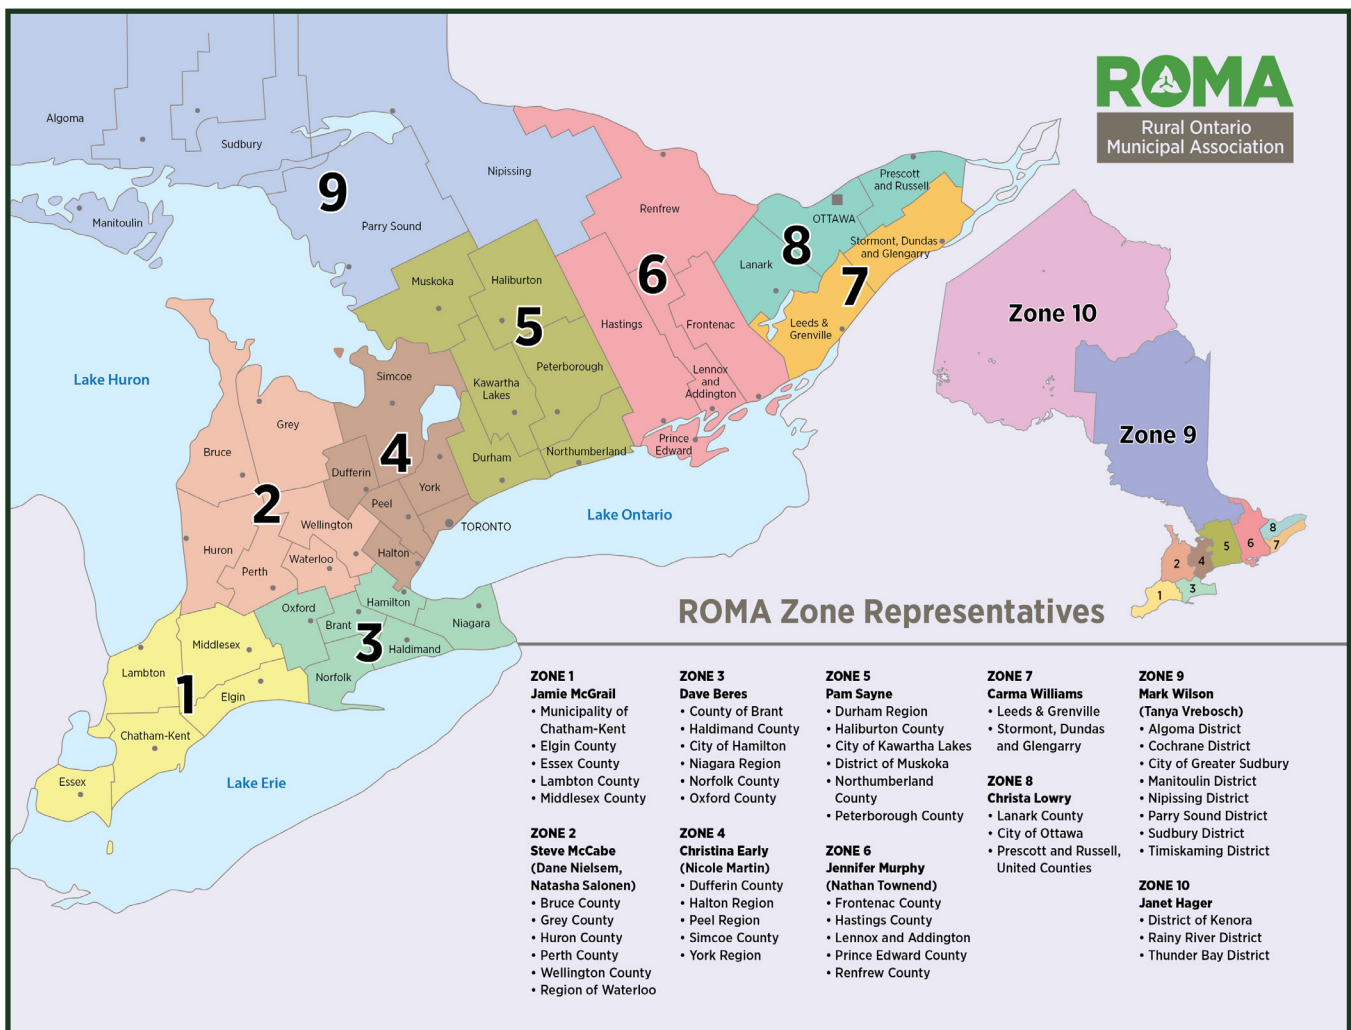 ROMA
Rural Ontario
Municipal Association
Algoma
Sudbury
Nipissing
Manitoulin
9
Parry Sound
Renfrew
Prescott
and Russell
OTTAWA
8
Stormont, Dundas
and Glengarry
Lanark
7
Leeds &
Grenville
6
Muskoka
Haliburton
5
Hastings
Frontenac
Peterborough
Lennox
and
Addington
Kawartha
Lakes
Prince
Edward
Simcoe
Lake Huron
Grey
Bruce
4
Dufferin
Durham
Northumberland
York
Peel
2
Wellington
TORONTO
Lake Ontario
Huron
Waterloo
Halton
Perth
Oxford
Hamilton
Brant
Niagara
3
Haldimand
Norfolk
Middlesex
Lambton
1
Elgin
Chatham-Kent
Essex
Lake Erie
Zone 10
Zone 9
8
7
6
5
4
2
3
1
ROMA Zone Representatives
ZONE 1
Jamie McGrail
• Municipality of
Chatham-Kent
• Elgin County
• Essex County
• Lambton County
• Middlesex County
ZONE 2
Steve McCabe
(Dane Nielsem,
Natasha Salonen)
• Bruce County
• Grey County
• Huron County
• Perth County
• Wellington County
• Region of Waterloo
ZONE 3
Dave Beres
• County of Brant
• Haldimand County
• City of Hamilton
• Niagara Region
• Norfolk County
• Oxford County
ZONE 4
Christina Early
(Nicole Martin)
• Dufferin County
• Halton Region
• Peel Region
• Simcoe County
• York Region
ZONE 5
Pam Sayne
• Durham Region
• Haliburton County
• City of Kawartha Lakes
• District of Muskoka
• Northumberland
County
• Peterborough County
ZONE 6
Jennifer Murphy
(Nathan Townend)
• Frontenac County
• Hastings County
• Lennox and Addington
• Prince Edward County
• Renfrew County
ZONE 7
Carma Williams
• Leeds & Grenville
• Stormont, Dundas
and Glengarry
ZONE 8
Christa Lowry
• Lanark County
• City of Ottawa
• Prescott and Russell,
United Counties
ZONE 9
Mark Wilson
(Tanya Vrebosch)
• Algoma District
• Cochrane District
• City of Greater Sudbury
• Manitoulin District
• Nipissing District
• Parry Sound District
• Sudbury District
• Timiskaming District
ZONE 10
Janet Hager
• District of Kenora
• Rainy River District
• Thunder Bay District